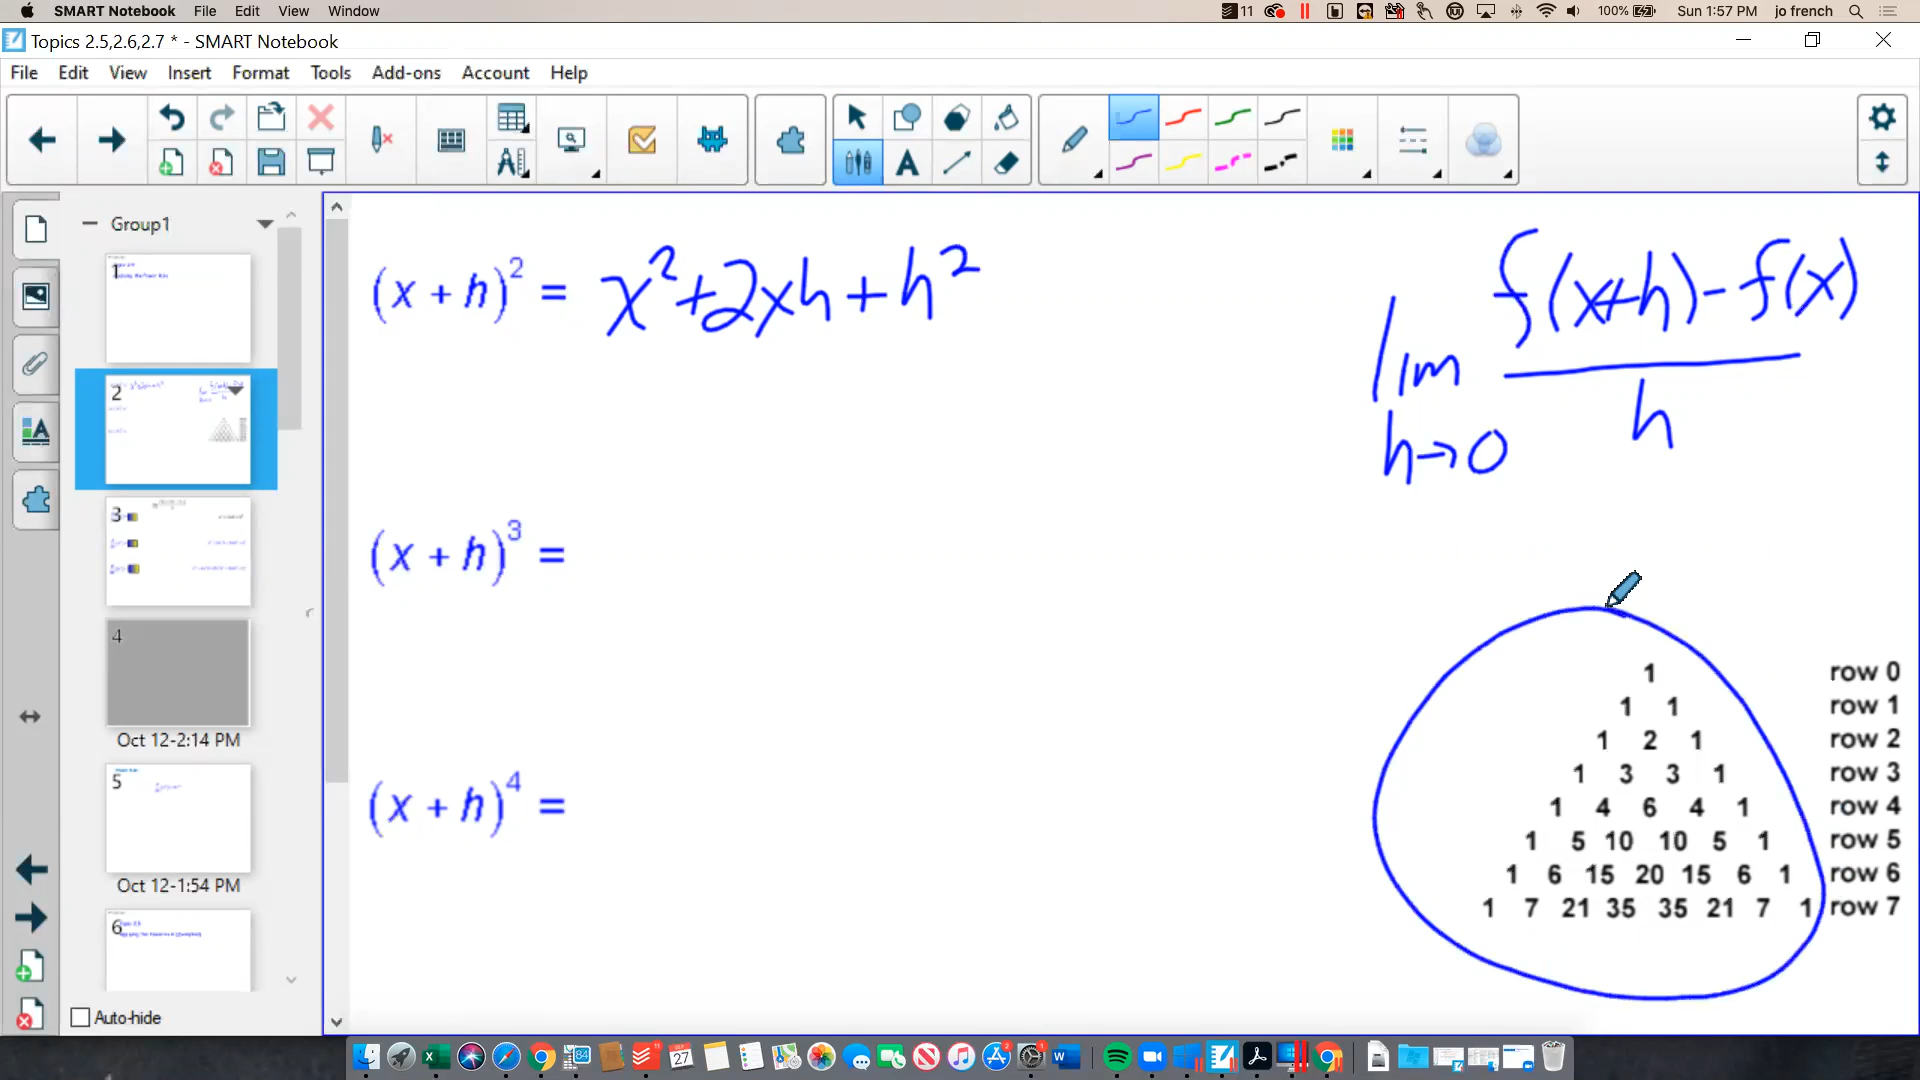 SMART Notebook File Edit View Window 11 100% Sun 1:57 PM jo french
Topics 2.5,2.6,2.7 * - SMART Notebook
File Edit View Insert Format Tools Add-ons Account Help
Group1
1
2
3
4
Oct 12-2:14 PM
5
Oct 12-1:54 PM
6
Auto-hide
(x + h)² = x²+2xh+h²
lim h→0 f(x+h)-f(x) / h
(x + h)³ =
(x + h)⁴ =
1 row 0
1 1 row 1
1 2 1 row 2
1 3 3 1 row 3
1 4 6 4 1 row 4
1 5 10 10 5 1 row 5
1 6 15 20 15 6 1 row 6
1 7 21 35 35 21 7 1 row 7